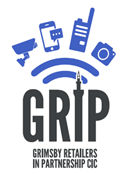 GRIP
GRIMSBY RETAILERS
IN PARTNERSHIP CIC